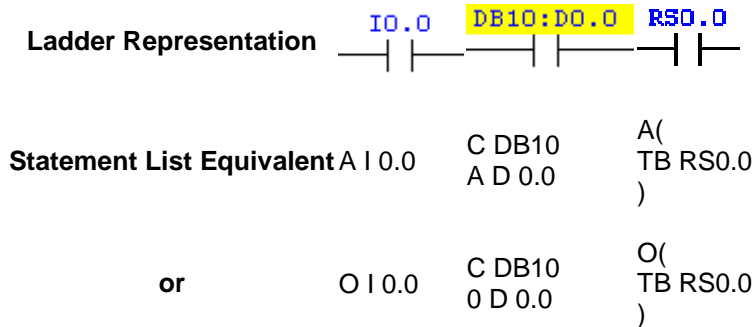 Ladder Representation I0.0 DB10:D0.0 RS0.0
Statement List Equivalent A I 0.0 C DB10 A(
A D 0.0 TB RS0.0
)
or O I 0.0 C DB10 O(
0 D 0.0 TB RS0.0
)